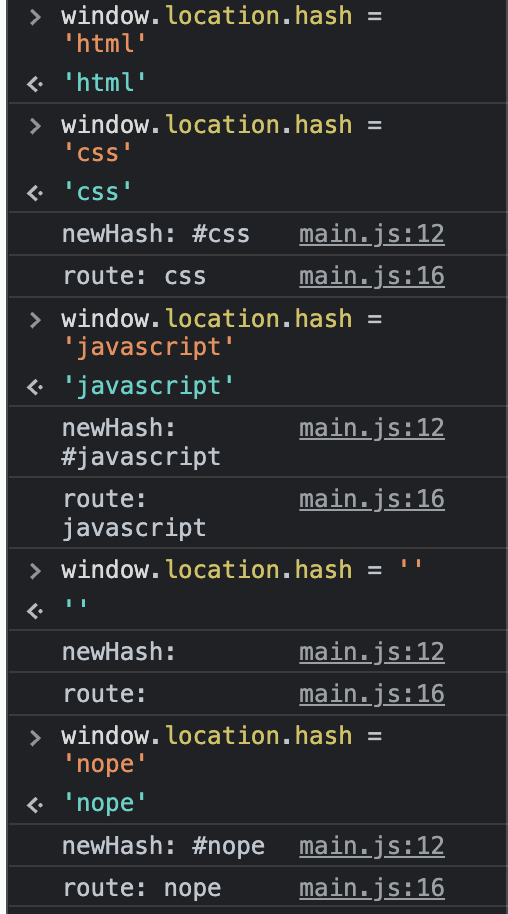 > window.location.hash =
'html'
<· 'html'
> window.location.hash =
'css'
<· 'css'
newHash: #css main.js:12
route: css main.js:16
> window.location.hash =
'javascript'
<· 'javascript'
newHash: main.js:12
#javascript
route: main.js:16
javascript
> window.location.hash = ''
<· ''
newHash: main.js:12
route: main.js:16
> window.location.hash =
'nope'
<· 'nope'
newHash: #nope main.js:12
route: nope main.js:16